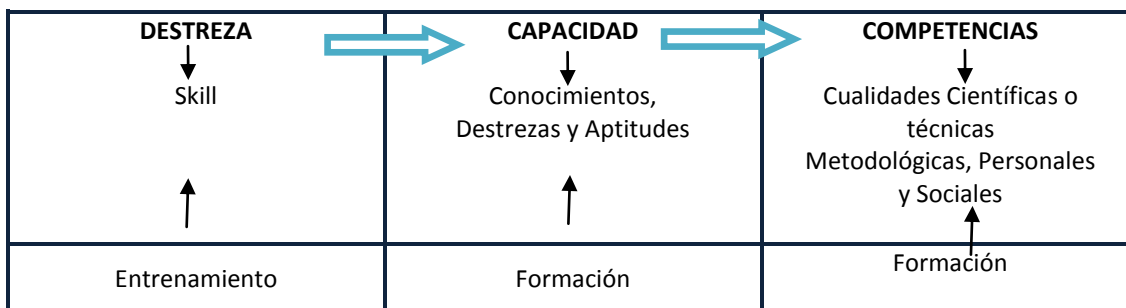 DESTREZA
Skill
Entrenamiento
CAPACIDAD
Conocimientos,
Destrezas y Aptitudes
Formación
COMPETENCIAS
Cualidades Científicas o
técnicas
Metodológicas, Personales
y Sociales
Formación